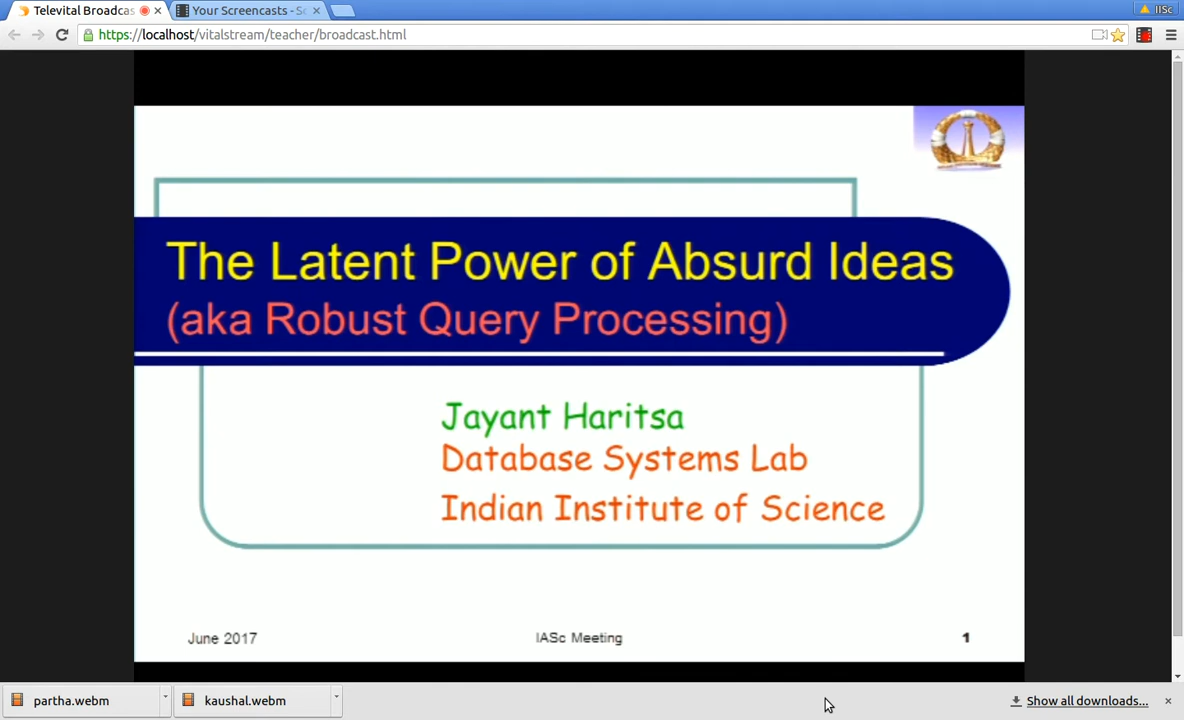 Televital Broadcas
Your Screencasts - Sc
IISc
https://localhost/vitalstream/teacher/broadcast.html
The Latent Power of Absurd Ideas
(aka Robust Query Processing)
Jayant Haritsa
Database Systems Lab
Indian Institute of Science
June 2017
IASc Meeting
1
partha.webm
kaushal.webm
Show all downloads...